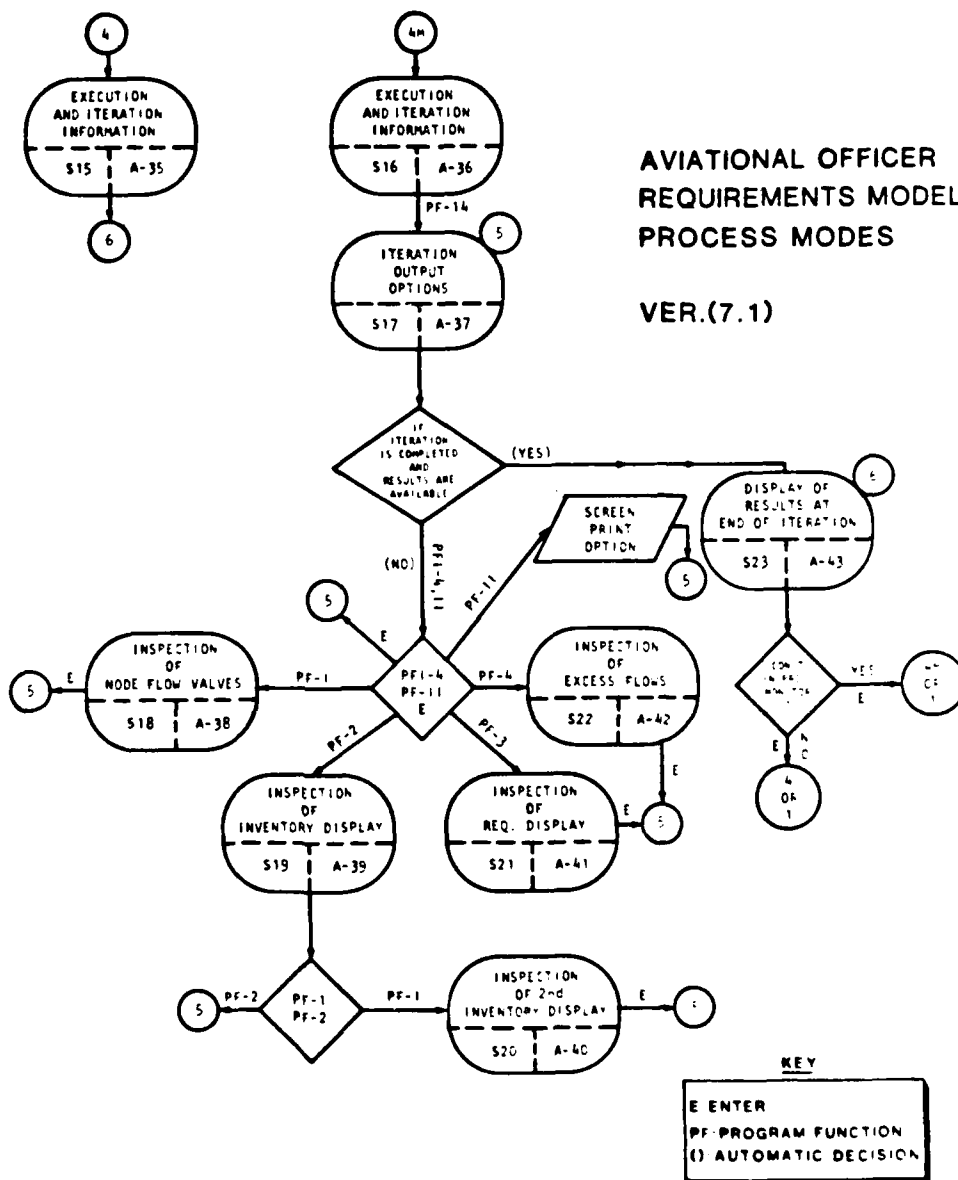 4
EXECUTION
AND ITERATION
INFORMATION
S15 A-35
6
4M
EXECUTION
AND ITERATION
INFORMATION
S16 A-36
PF-14
AVIATIONAL OFFICER
REQUIREMENTS MODEL
PROCESS MODES
VER.(7.1)
5
ITERATION
OUTPUT
OPTIONS
S17 A-37
IF
ITERATION
IS COMPLETED
AND
RESULTS ARE
AVAILABLE
(YES)
(NO)
PF1-4,11
6
DISPLAY OF
RESULTS AT
END OF ITERATION
S23 A-43
SCREEN
PRINT
OPTION
5
PF-11
5
E
PF1-4
PF-11
E
PF-1
INSPECTION
OF
NODE FLOW VALVES
S18 A-38
E
5
PF-4
INSPECTION
OF
EXCESS FLOWS
S22 A-42
E
MONITOR
YES
E
OR
1
NO
E
4
OR
1
PF-2
INSPECTION
OF
INVENTORY DISPLAY
S19 A-39
PF-3
INSPECTION
OF
REQ. DISPLAY
S21 A-41
E
5
PF-1
PF-2
PF-2
5
PF-1
INSPECTION
OF 2nd
INVENTORY DISPLAY
S20 A-40
E
KEY
E ENTER
PF-PROGRAM FUNCTION
() AUTOMATIC DECISION